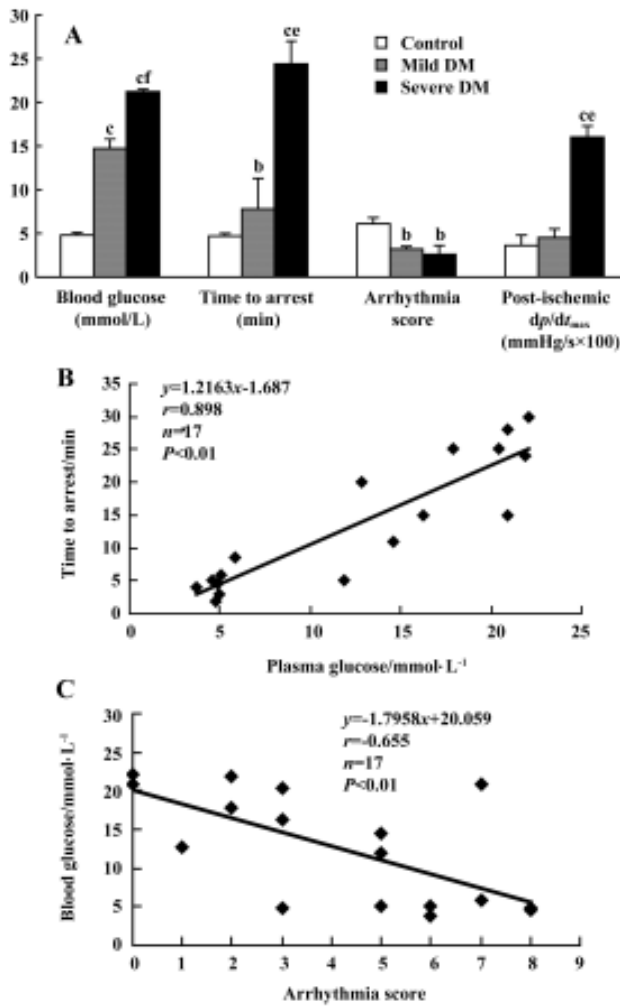 A
Control
Mild DM
Severe DM
30
25
20
15
10
5
0
c
cf
b
ce
b
b
ce
Blood glucose
(mmol/L)
Time to arrest
(min)
Arrhythmia
score
Post-ischemic
dp/dtmax
(mmHg/s×100)
B
y=1.2163x-1.687
r=0.898
n=17
P<0.01
35
30
25
20
15
10
5
0
Time to arrest/min
0 5 10 15 20 25
Plasma glucose/mmol·L⁻¹
C
y=-1.7958x+20.059
r=-0.655
n=17
P<0.01
30
25
20
15
10
5
0
Blood glucose/mmol·L⁻¹
0 1 2 3 4 5 6 7 8 9
Arrhythmia score